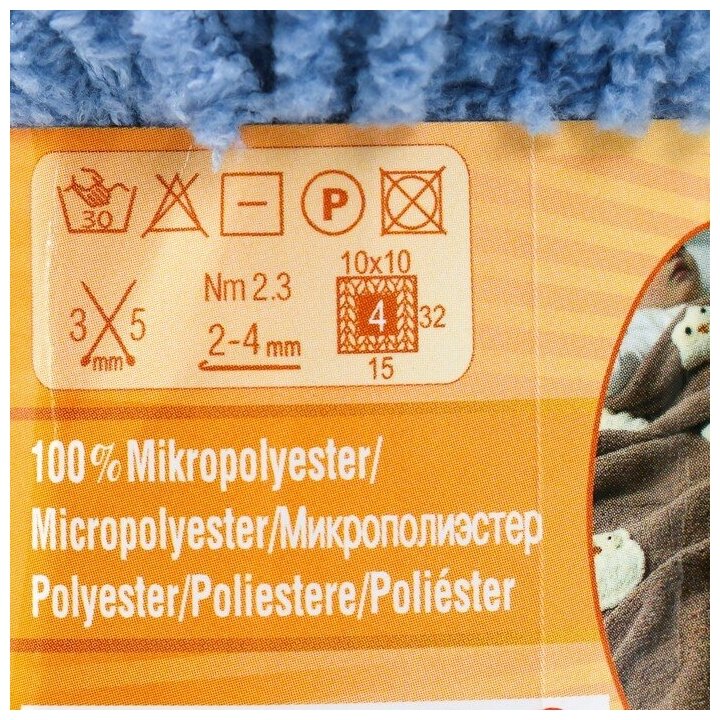 30 P
10x10
3 5 Nm 2.3 4 32
mm 2-4 mm
15
100% Mikropolyester/
Micropolyester/Микрополиэстер
Polyester/Poliestere/Poliéster